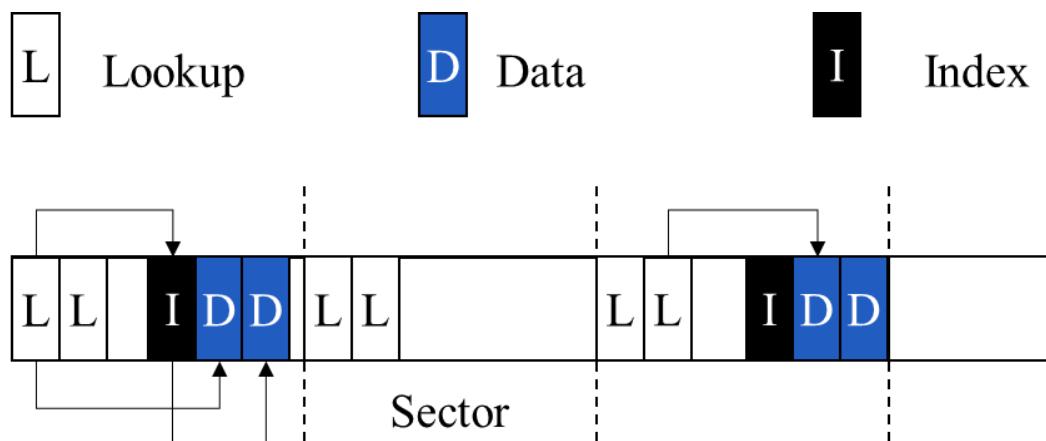 L Lookup D Data I Index
L L I D D L L L L I D D
Sector